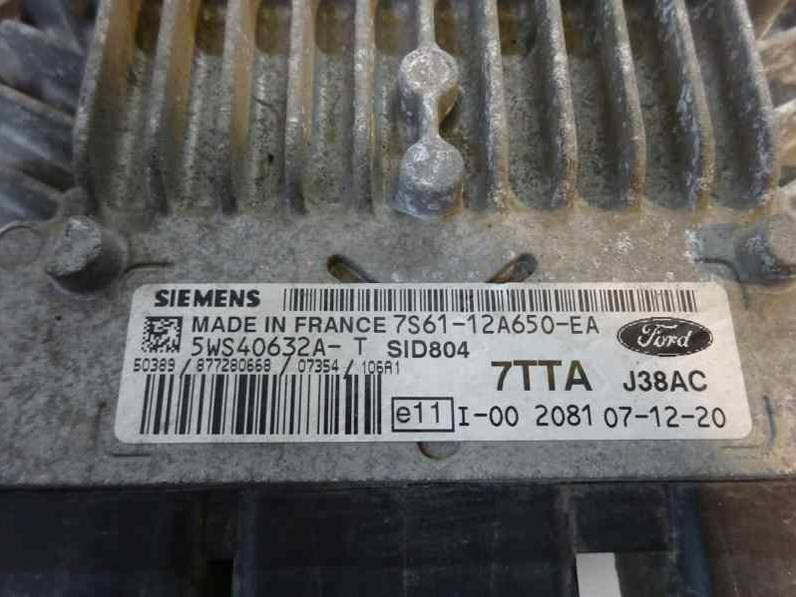 SIEMENS
MADE IN FRANCE 7S61-12A650-EA
5WS40632A- T SID804
Ford
50389 / 877280668 / 07354 / 106A1
7TTA J38AC
e11 I-00 2081 07-12-20